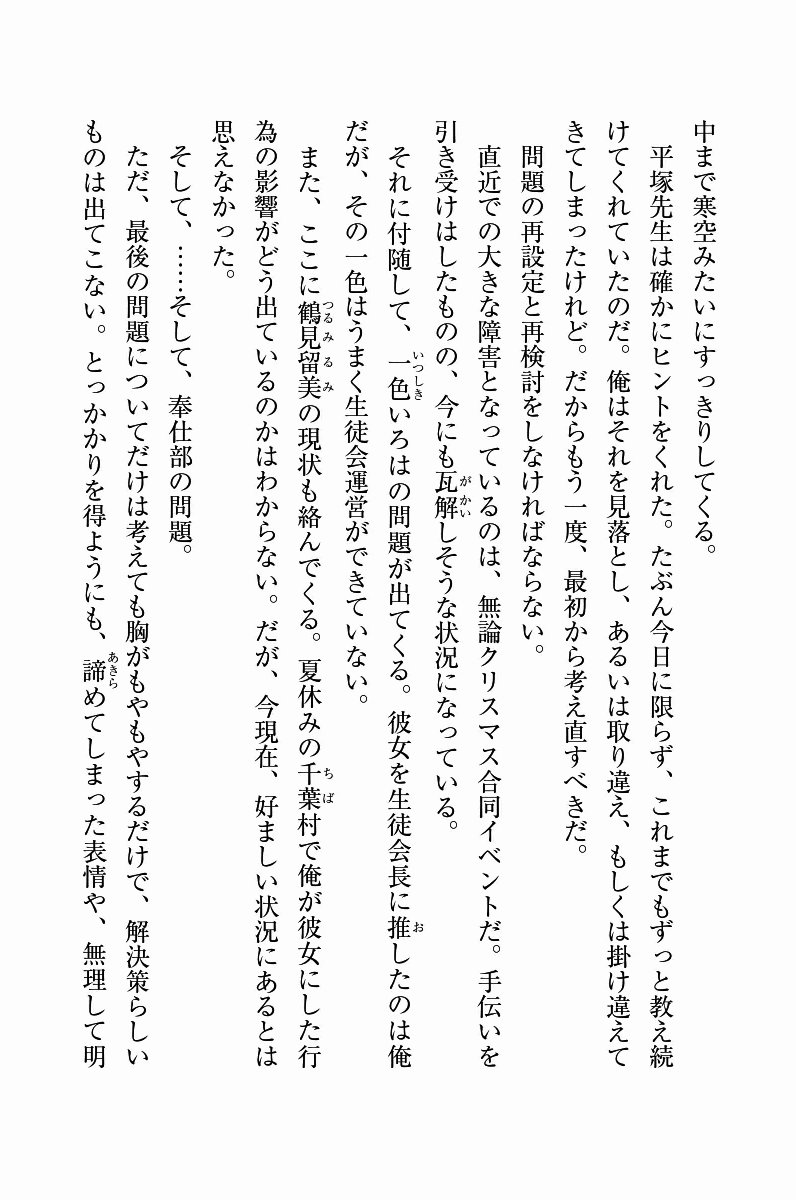 中まで寒空みたいにすっきりしてくる。
平塚先生は確かにヒントをくれた。たぶん今日に限らず、これまでもずっと教え続
けてくれていたのだ。俺はそれを見落とし、あるいは取り違え、もしくは掛け違えて
きてしまったけれど。だからもう一度、最初から考え直すべきだ。
問題の再設定と再検討をしなければならない。
直近での大きな障害となっているのは、無論クリスマス合同イベントだ。手伝いを
引き受けはしたものの、今にも瓦解しそうな状況になっている。
それに付随して、一色いろはの問題が出てくる。彼女を生徒会長に推したのは俺
だが、その一色はうまく生徒会運営ができていない。
また、ここに鶴見留美の現状も絡んでくる。夏休みの千葉村で俺が彼女にした行
為の影響がどう出ているのかはわからない。だが、今現在、好ましい状況にあるとは
思えなかった。
そして、……そして、奉仕部の問題。
ただ、最後の問題についてだけは考えても胸がもやもやするだけで、解決策らしい
ものは出てこない。とっかかりを得ようにも、諦めてしまった表情や、無理して明